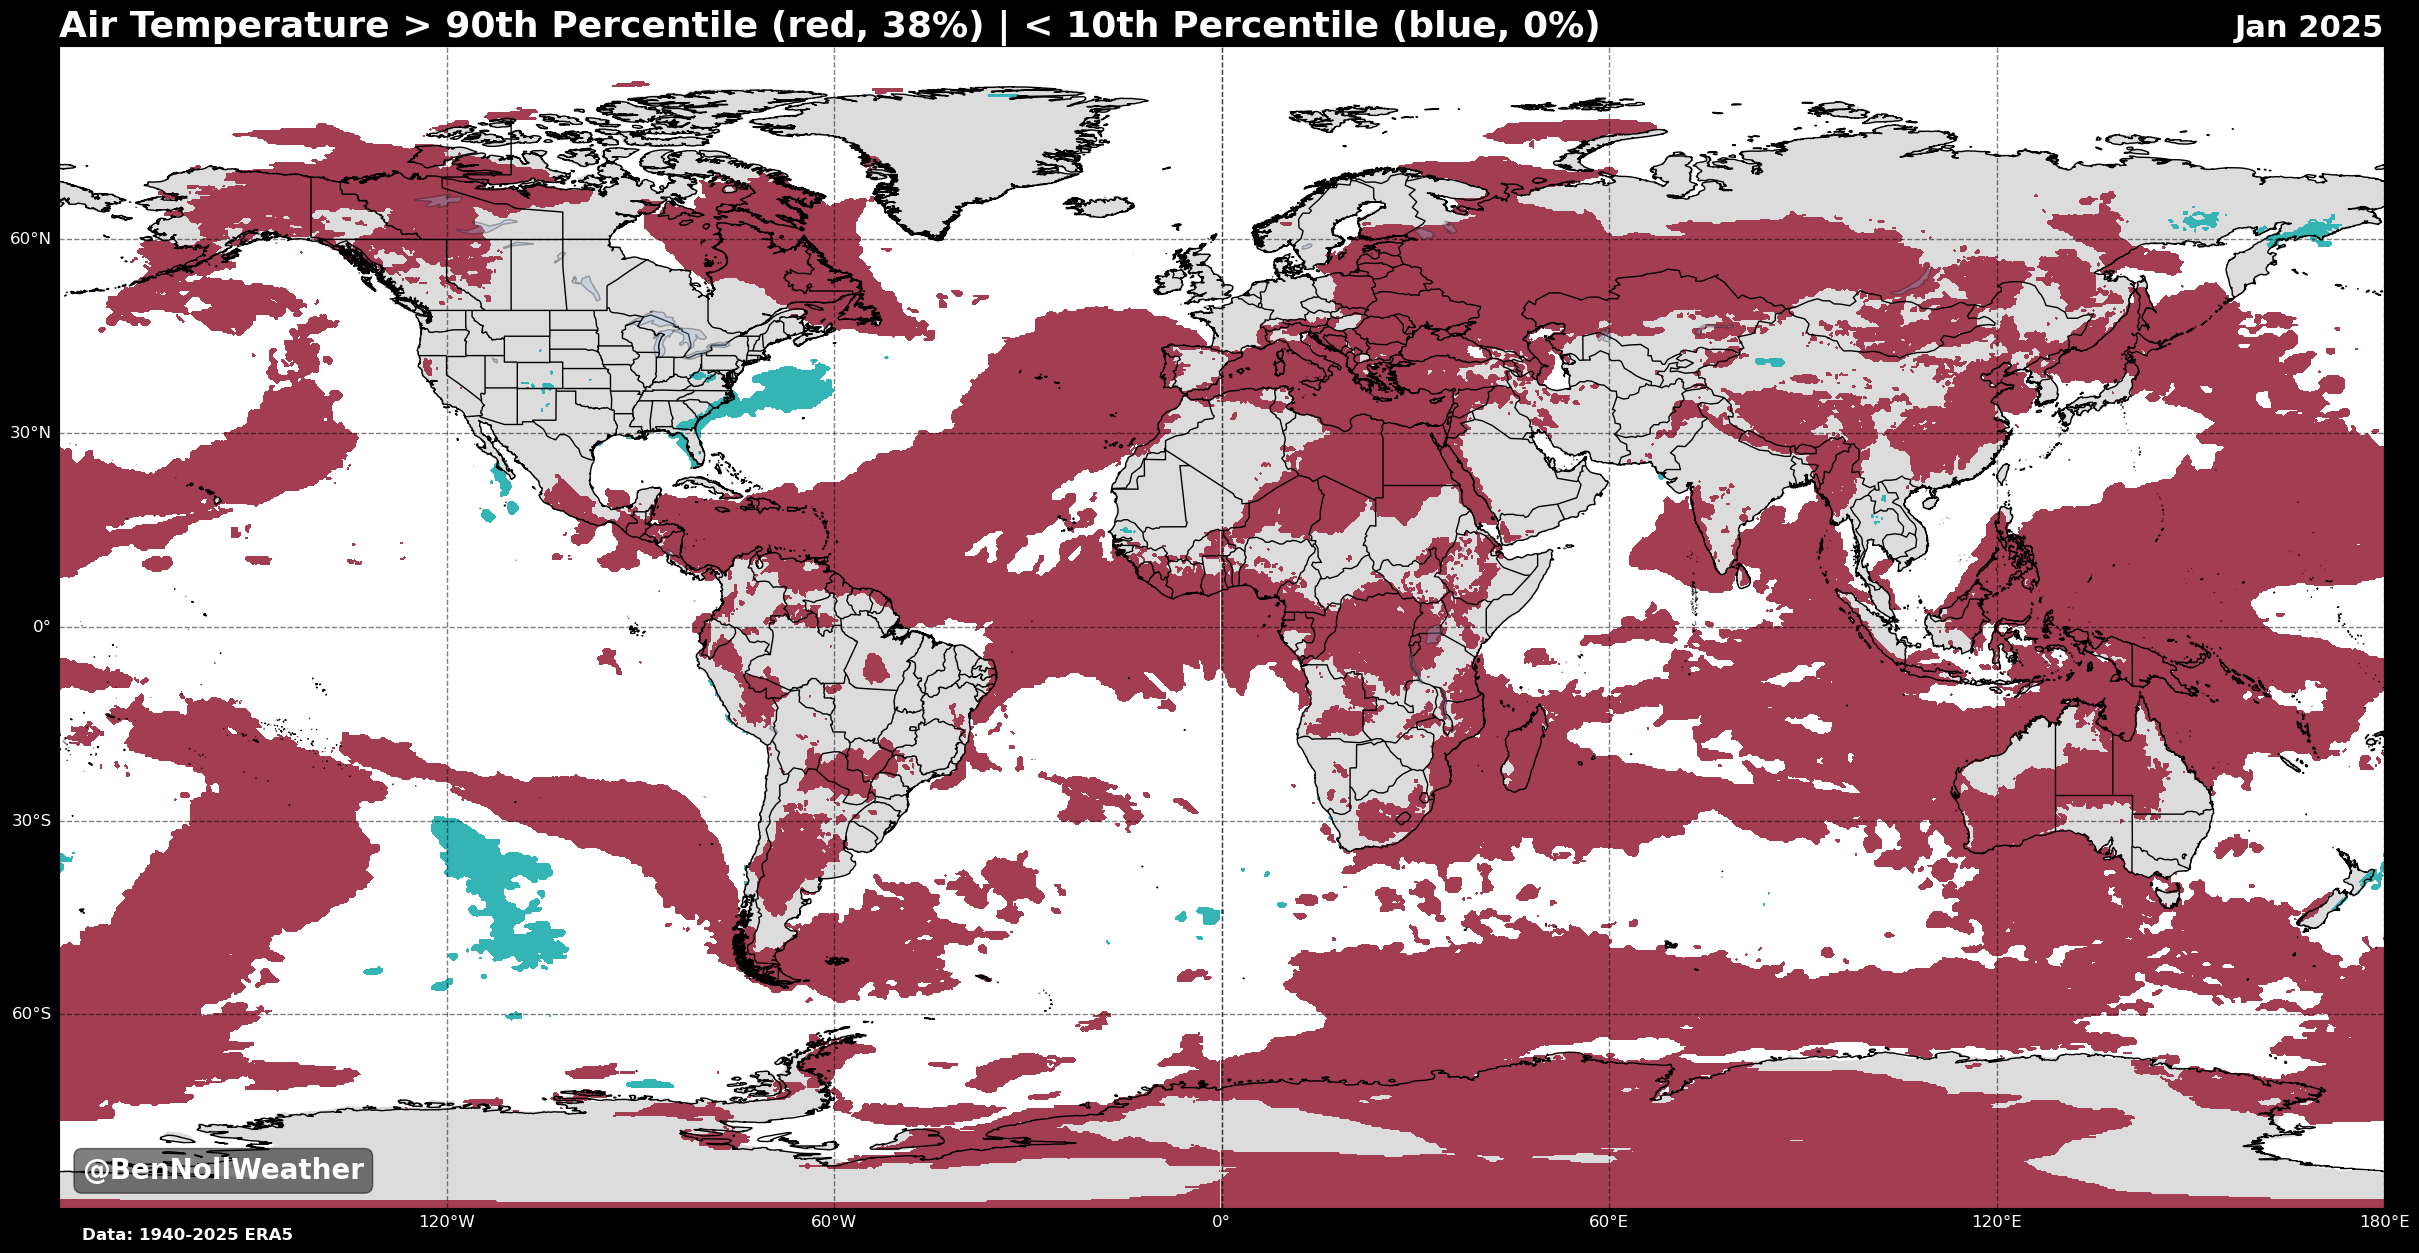 Air Temperature > 90th Percentile (red, 38%) | < 10th Percentile (blue, 0%)
Jan 2025
60°N
30°N
0°
30°S
60°S
@BenNollWeather
120°W
60°W
0°
60°E
120°E
180°E
Data: 1940-2025 ERA5